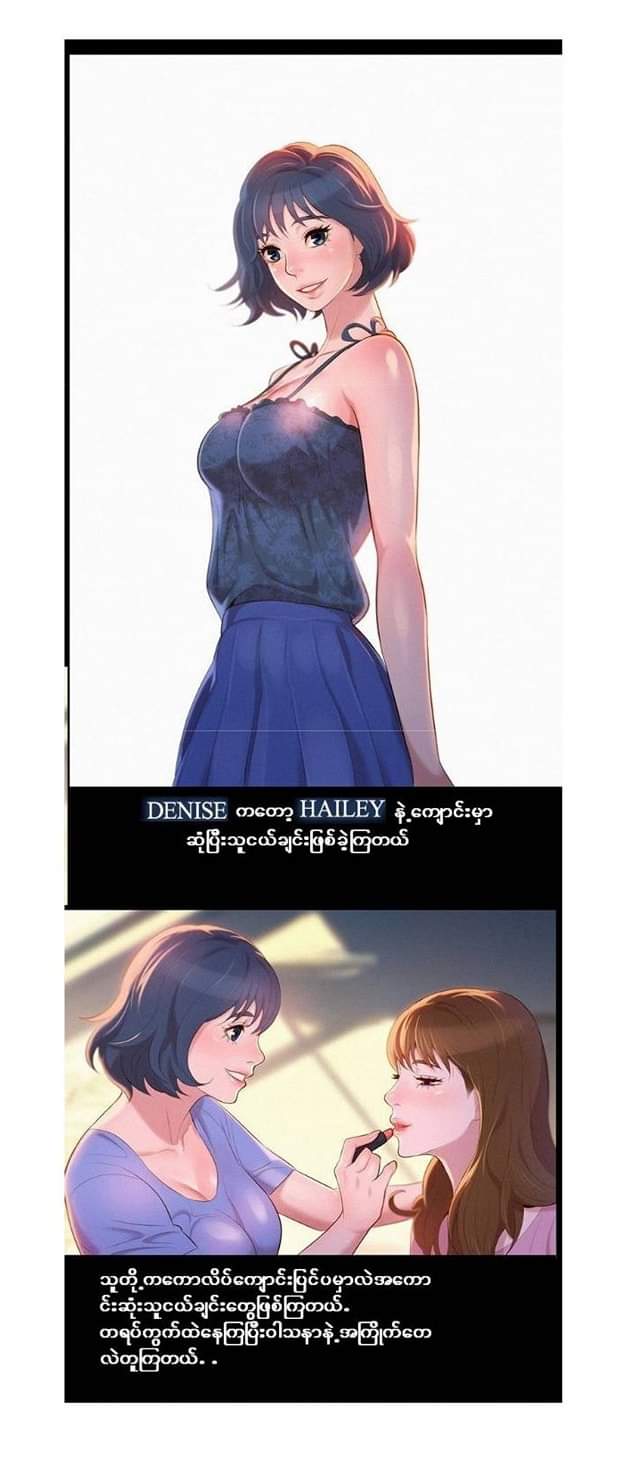 DENISE ကတော့ HAILEY နဲ့ကျောင်းမှာ
ဆုံပြီးသူငယ်ချင်းဖြစ်ခဲ့ကြတယ်
သူတို့ကကောလိပ်ကျောင်းပြင်ပမှာလဲအကော
င်းဆုံးသူငယ်ချင်းတွေဖြစ်ကြတယ်.
တရပ်ကွက်ထဲနေကြပြီးဝါသနာနဲ့အကြိုက်တေ
လဲတူကြတယ်. .